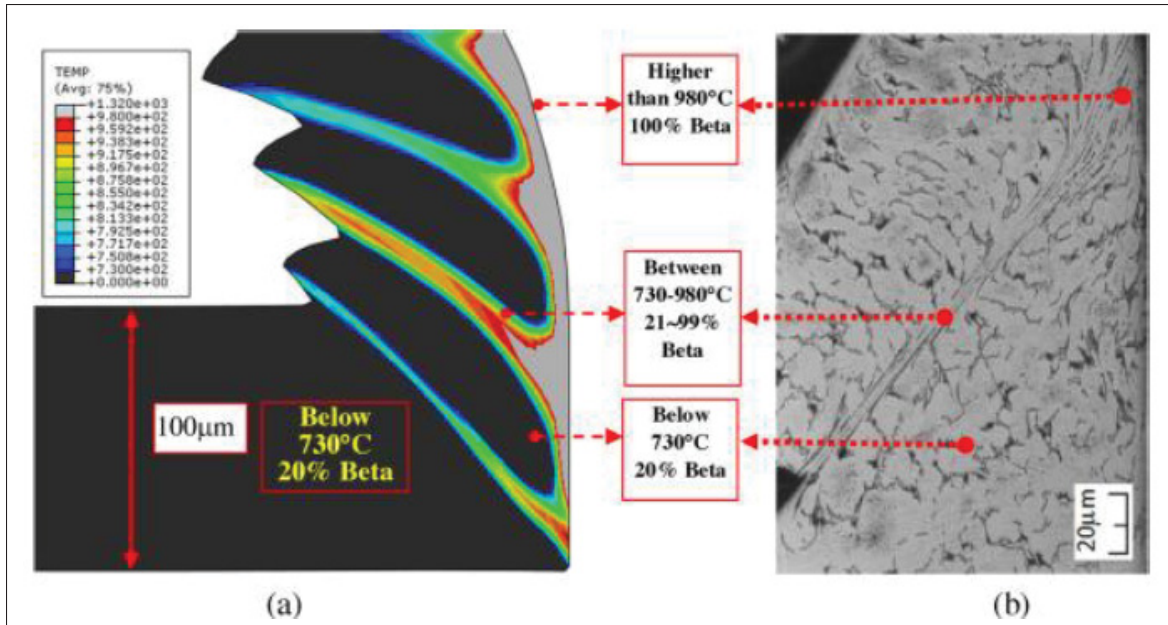 TEMP
(Avg: 75%)
+1.320e+03
+9.800e+02
+9.592e+02
+9.383e+02
+9.175e+02
+8.967e+02
+8.758e+02
+8.550e+02
+8.342e+02
+8.133e+02
+7.925e+02
+7.717e+02
+7.508e+02
+7.300e+02
+0.000e+00
100μm
Below
730°C
20% Beta
Higher
than 980°C
100% Beta
Between
730-980°C
21~99%
Beta
Below
730°C
20% Beta
20μm
(a)
(b)